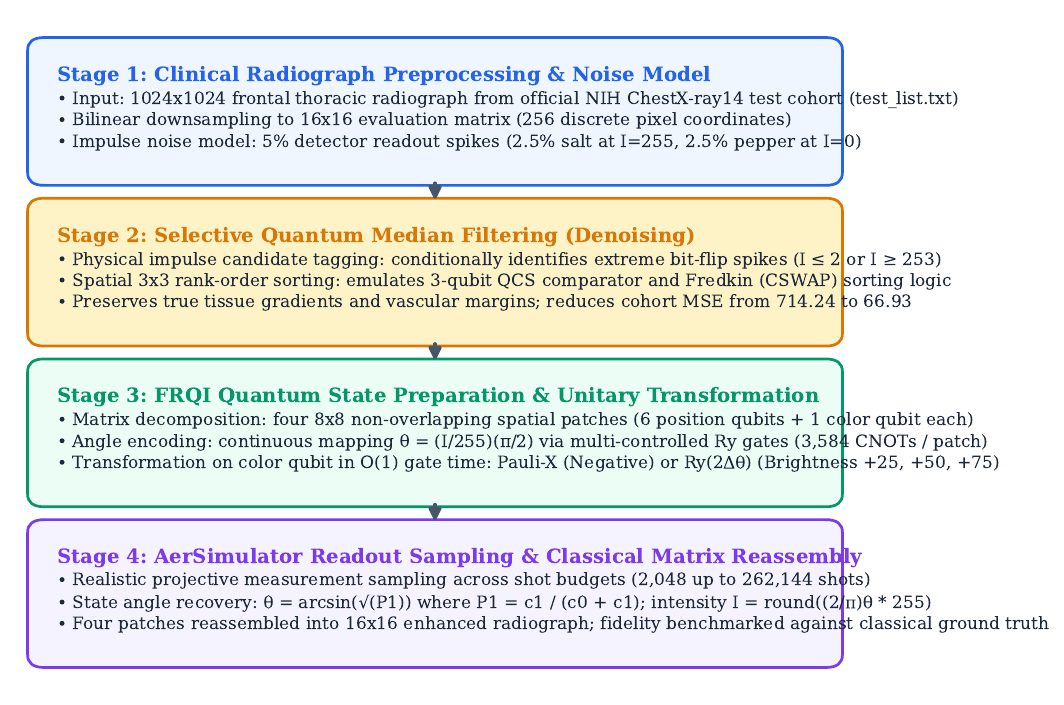 Stage 1: Clinical Radiograph Preprocessing & Noise Model
• Input: 1024x1024 frontal thoracic radiograph from official NIH ChestX-ray14 test cohort (test_list.txt)
• Bilinear downsampling to 16x16 evaluation matrix (256 discrete pixel coordinates)
• Impulse noise model: 5% detector readout spikes (2.5% salt at I=255, 2.5% pepper at I=0)
Stage 2: Selective Quantum Median Filtering (Denoising)
• Physical impulse candidate tagging: conditionally identifies extreme bit-flip spikes (I ≤ 2 or I ≥ 253)
• Spatial 3x3 rank-order sorting: emulates 3-qubit QCS comparator and Fredkin (CSWAP) sorting logic
• Preserves true tissue gradients and vascular margins; reduces cohort MSE from 714.24 to 66.93
Stage 3: FRQI Quantum State Preparation & Unitary Transformation
• Matrix decomposition: four 8x8 non-overlapping spatial patches (6 position qubits + 1 color qubit each)
• Angle encoding: continuous mapping θ = (I/255)(π/2) via multi-controlled Ry gates (3,584 CNOTs / patch)
• Transformation on color qubit in O(1) gate time: Pauli-X (Negative) or Ry(2Δθ) (Brightness +25, +50, +75)
Stage 4: AerSimulator Readout Sampling & Classical Matrix Reassembly
• Realistic projective measurement sampling across shot budgets (2,048 up to 262,144 shots)
• State angle recovery: θ = arcsin(√(P1)) where P1 = c1 / (c0 + c1); intensity I = round((2/π)θ * 255)
• Four patches reassembled into 16x16 enhanced radiograph; fidelity benchmarked against classical ground truth